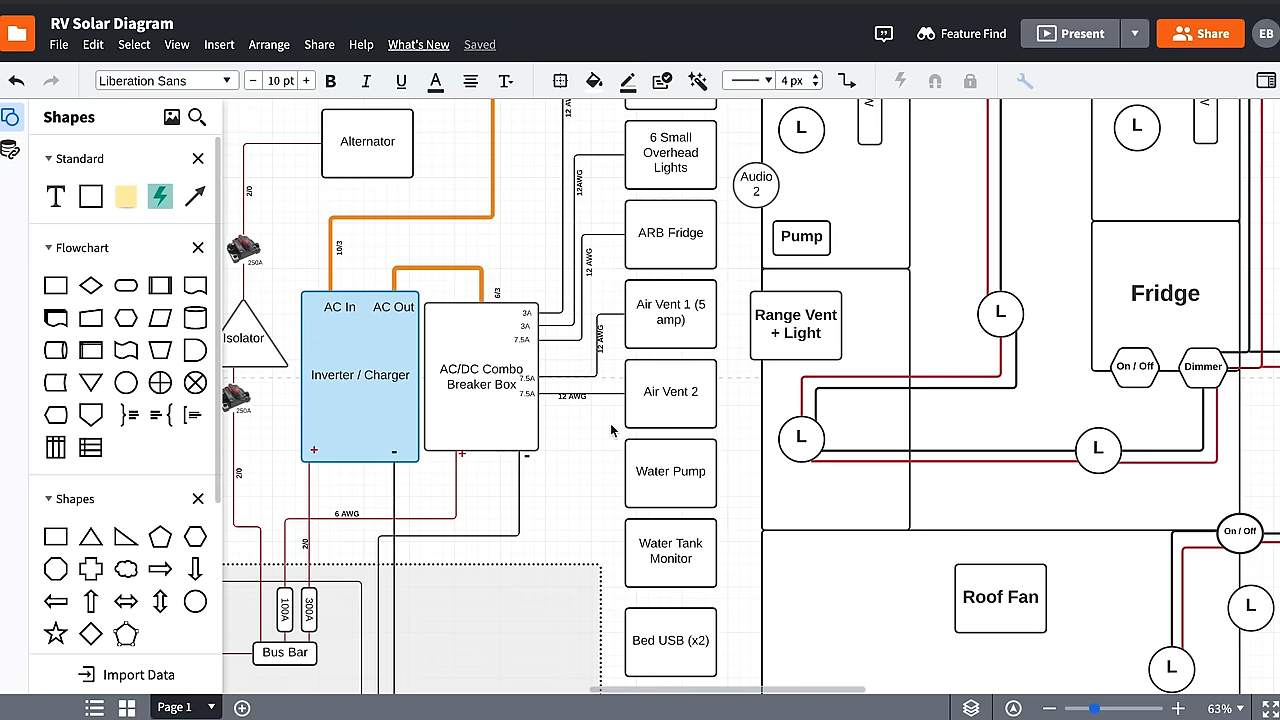 RV Solar Diagram
File Edit Select View Insert Arrange Share Help What's New Saved
Feature Find
Present
Share
EB
Liberation Sans
− 10 pt +
B I U A T
4 px
Shapes
Standard
T
Flowchart
Shapes
Import Data
Alternator
2/0
250A
Isolator
250A
2/0
10/3
6/3
AC In AC Out
Inverter / Charger
+ -
AC/DC Combo
Breaker Box
3A
3A
7.5A
7.5A
7.5A
+ -
12AWG
12 AWG
12 AWG
12 AWG
6 AWG
2/0
100A
300A
Bus Bar
6 Small
Overhead
Lights
ARB Fridge
Air Vent 1 (5
amp)
Air Vent 2
Water Pump
Water Tank
Monitor
Bed USB (x2)
Audio
2
L
Pump
Range Vent
+ Light
L
L
L
L
Fridge
On / Off
Dimmer
On / Off
Roof Fan
L
L
Page 1
63%